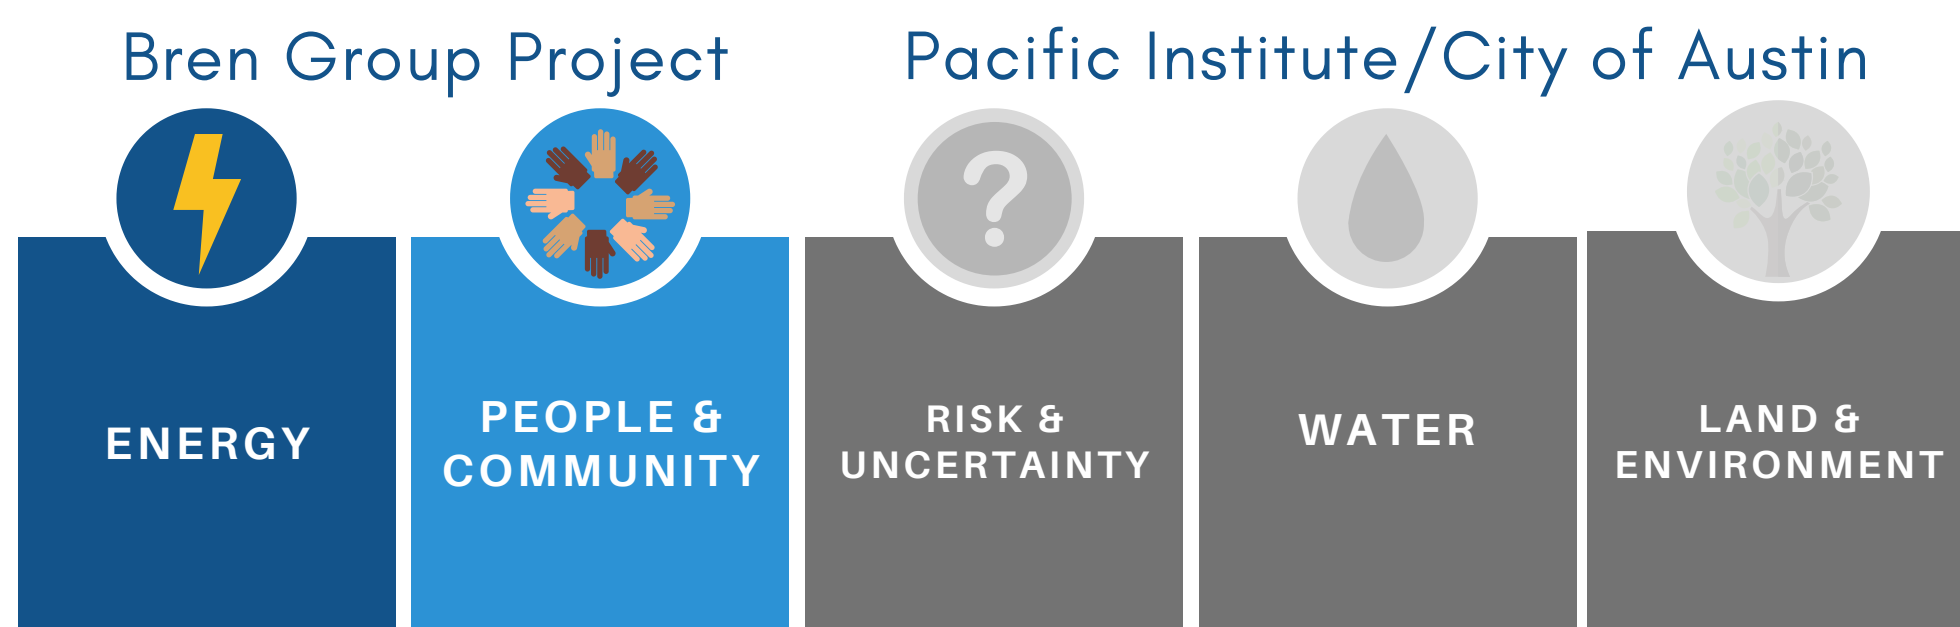 Bren Group Project
Pacific Institute/City of Austin
?
ENERGY
PEOPLE &
COMMUNITY
RISK &
UNCERTAINTY
WATER
LAND &
ENVIRONMENT